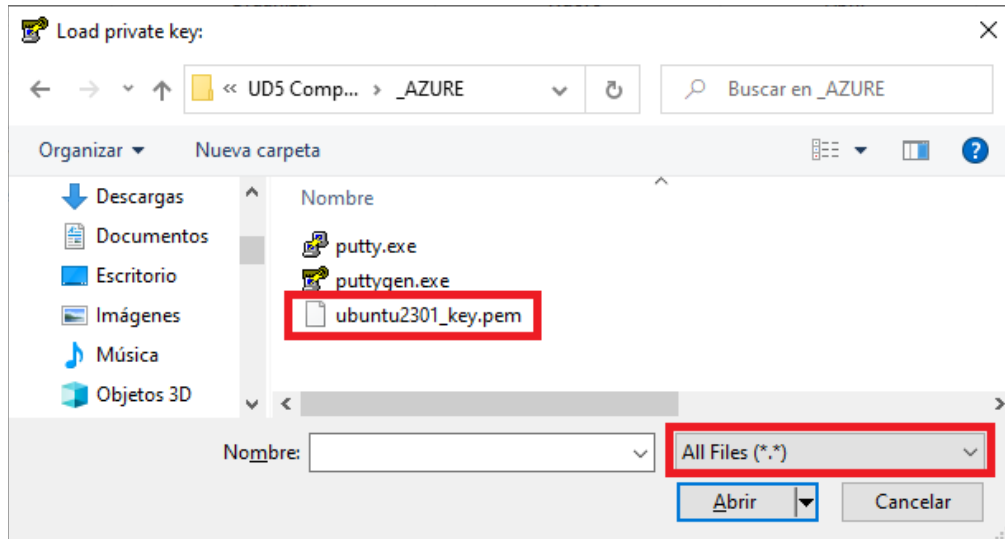 Load private key:
« UD5 Comp... › _AZURE
Buscar en _AZURE
Organizar
Nueva carpeta
Descargas
Documentos
Escritorio
Imágenes
Música
Objetos 3D
Nombre
putty.exe
puttygen.exe
ubuntu2301_key.pem
Nombre:
All Files (*.*)
Abrir
Cancelar